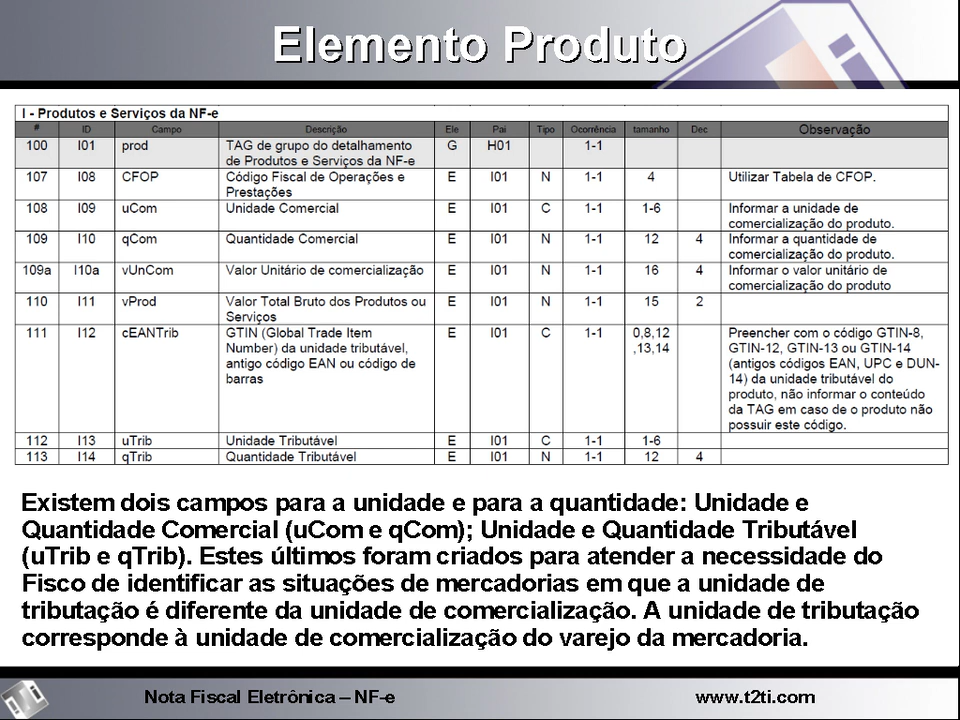 Elemento Produto
I - Produtos e Serviços da NF-e
# ID Campo Descrição Ele Pai Tipo Ocorrência tamanho Dec Observação
100 I01 prod TAG de grupo do detalhamento G H01 1-1
de Produtos e Serviços da NF-e
107 I08 CFOP Código Fiscal de Operações e E I01 N 1-1 4 Utilizar Tabela de CFOP.
Prestações
108 I09 uCom Unidade Comercial E I01 C 1-1 1-6 Informar a unidade de
comercialização do produto.
109 I10 qCom Quantidade Comercial E I01 N 1-1 12 4 Informar a quantidade de
comercialização do produto.
109a I10a vUnCom Valor Unitário de comercialização E I01 N 1-1 16 4 Informar o valor unitário de
comercialização do produto
110 I11 vProd Valor Total Bruto dos Produtos ou E I01 N 1-1 15 2
Serviços
111 I12 cEANTrib GTIN (Global Trade Item E I01 C 1-1 0,8,12 Preencher com o código GTIN-8,
Number) da unidade tributável, ,13,14 GTIN-12, GTIN-13 ou GTIN-14
antigo código EAN ou código de (antigos códigos EAN, UPC e DUN-
barras 14) da unidade tributável do
produto, não informar o conteúdo
da TAG em caso de o produto não
possuir este código.
112 I13 uTrib Unidade Tributável E I01 C 1-1 1-6
113 I14 qTrib Quantidade Tributável E I01 N 1-1 12 4
Existem dois campos para a unidade e para a quantidade: Unidade e
Quantidade Comercial (uCom e qCom); Unidade e Quantidade Tributável
(uTrib e qTrib). Estes últimos foram criados para atender a necessidade do
Fisco de identificar as situações de mercadorias em que a unidade de
tributação é diferente da unidade de comercialização. A unidade de tributação
corresponde à unidade de comercialização do varejo da mercadoria.
Nota Fiscal Eletrônica – NF-e www.t2ti.com